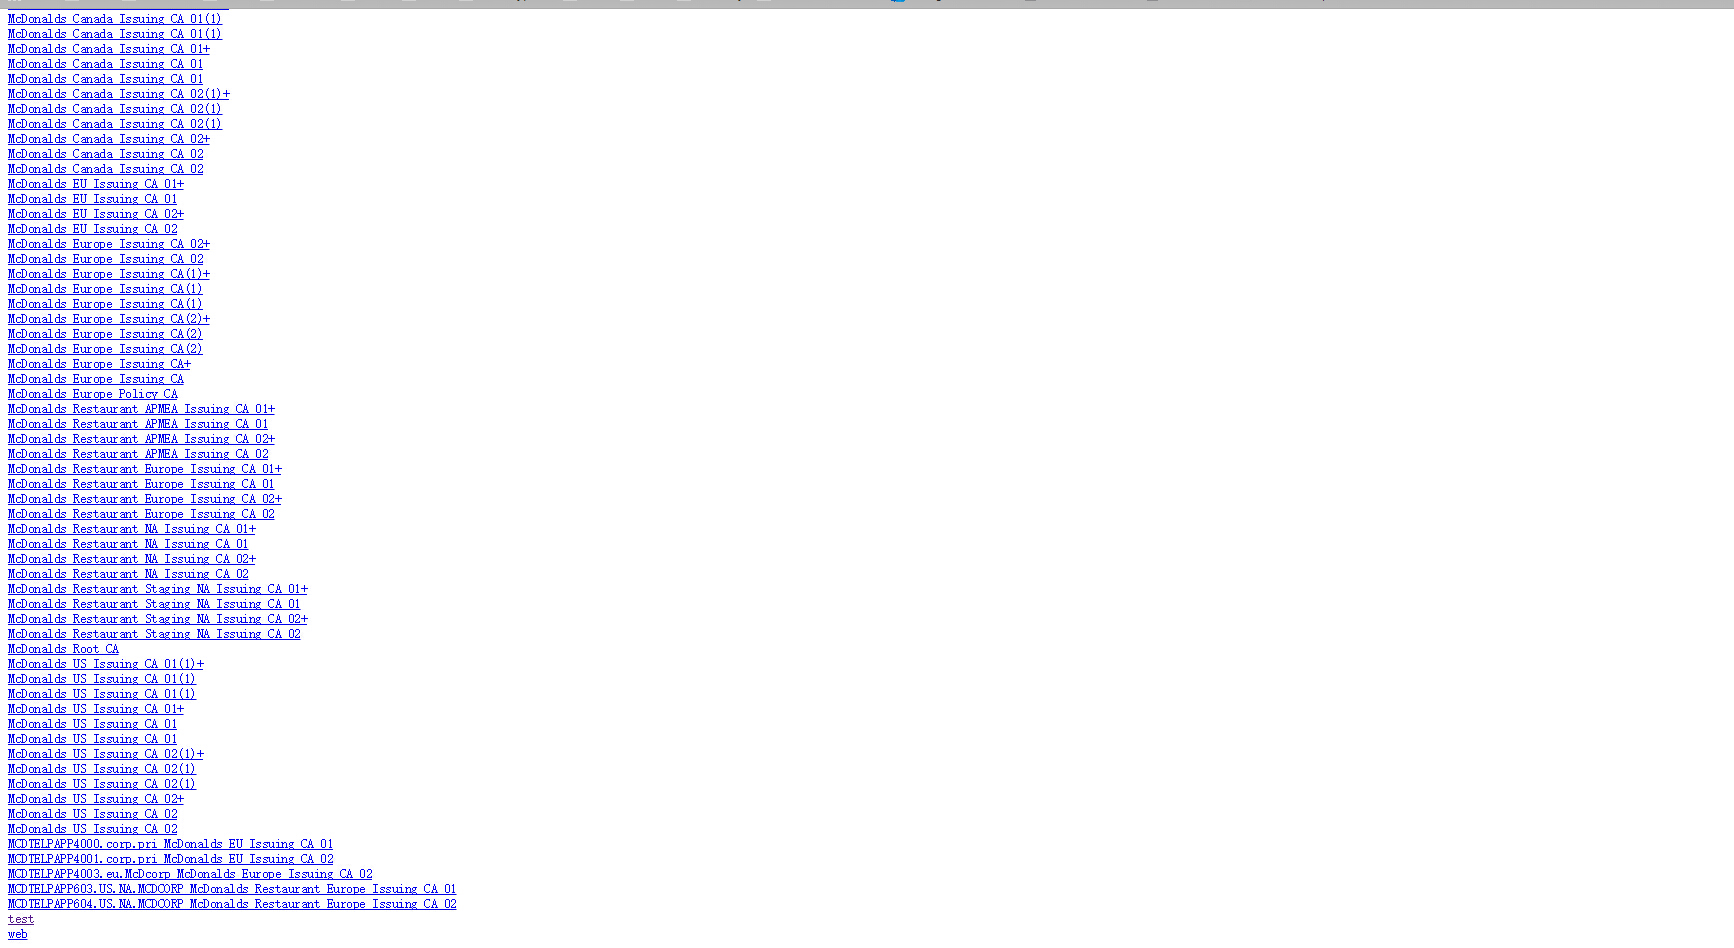 McDonalds Canada Issuing CA 01(1)
McDonalds Canada Issuing CA 01(1)
McDonalds Canada Issuing CA 01+
McDonalds Canada Issuing CA 01
McDonalds Canada Issuing CA 01
McDonalds Canada Issuing CA 02(1)+
McDonalds Canada Issuing CA 02(1)
McDonalds Canada Issuing CA 02(1)
McDonalds Canada Issuing CA 02+
McDonalds Canada Issuing CA 02
McDonalds Canada Issuing CA 02
McDonalds EU Issuing CA 01+
McDonalds EU Issuing CA 01
McDonalds EU Issuing CA 02+
McDonalds EU Issuing CA 02
McDonalds Europe Issuing CA 02+
McDonalds Europe Issuing CA 02
McDonalds Europe Issuing CA(1)+
McDonalds Europe Issuing CA(1)
McDonalds Europe Issuing CA(1)
McDonalds Europe Issuing CA(2)+
McDonalds Europe Issuing CA(2)
McDonalds Europe Issuing CA(2)
McDonalds Europe Issuing CA+
McDonalds Europe Issuing CA
McDonalds Europe Policy CA
McDonalds Restaurant APMEA Issuing CA 01+
McDonalds Restaurant APMEA Issuing CA 01
McDonalds Restaurant APMEA Issuing CA 02+
McDonalds Restaurant APMEA Issuing CA 02
McDonalds Restaurant Europe Issuing CA 01+
McDonalds Restaurant Europe Issuing CA 01
McDonalds Restaurant Europe Issuing CA 02+
McDonalds Restaurant Europe Issuing CA 02
McDonalds Restaurant NA Issuing CA 01+
McDonalds Restaurant NA Issuing CA 01
McDonalds Restaurant NA Issuing CA 02+
McDonalds Restaurant NA Issuing CA 02
McDonalds Restaurant Staging NA Issuing CA 01+
McDonalds Restaurant Staging NA Issuing CA 01
McDonalds Restaurant Staging NA Issuing CA 02+
McDonalds Restaurant Staging NA Issuing CA 02
McDonalds Root CA
McDonalds US Issuing CA 01(1)+
McDonalds US Issuing CA 01(1)
McDonalds US Issuing CA 01(1)
McDonalds US Issuing CA 01+
McDonalds US Issuing CA 01
McDonalds US Issuing CA 01
McDonalds US Issuing CA 02(1)+
McDonalds US Issuing CA 02(1)
McDonalds US Issuing CA 02(1)
McDonalds US Issuing CA 02+
McDonalds US Issuing CA 02
McDonalds US Issuing CA 02
MCDTELPAPP4000.corp.pri McDonalds EU Issuing CA 01
MCDTELPAPP4001.corp.pri McDonalds EU Issuing CA 02
MCDTELPAPP4003.eu.McDcorp McDonalds Europe Issuing CA 02
MCDTELPAPP603.US.NA.MCDCORP McDonalds Restaurant Europe Issuing CA 01
MCDTELPAPP604.US.NA.MCDCORP McDonalds Restaurant Europe Issuing CA 02
test
web